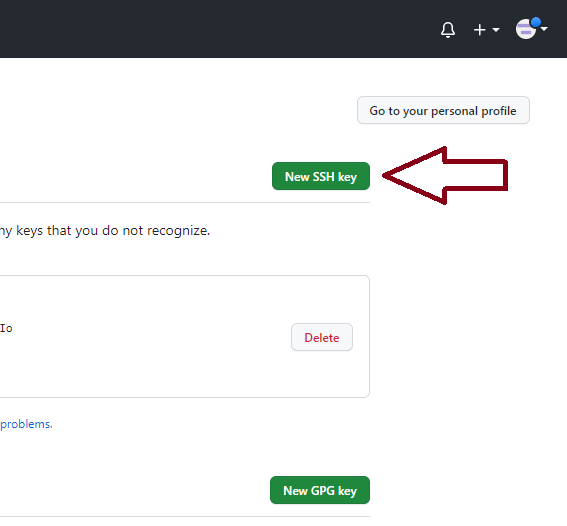 Go to your personal profile
New SSH key
ny keys that you do not recognize.
Io
Delete
problems.
New GPG key